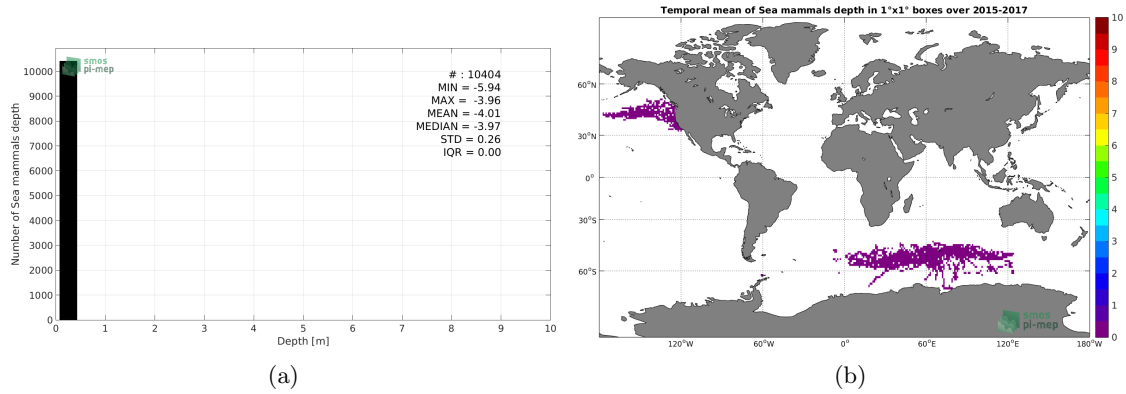 smos
pi-mep
# : 10404
MIN = -5.94
MAX = -3.96
MEAN = -4.01
MEDIAN = -3.97
STD = 0.26
IQR = 0.00
10000
9000
8000
7000
6000
5000
4000
3000
2000
1000
0
Number of Sea mammals depth
0 1 2 3 4 5 6 7 8 9 10
Depth [m]
(a)
Temporal mean of Sea mammals depth in 1°x1° boxes over 2015-2017
60°N
30°N
0°
30°S
60°S
120°W 60°W 0° 60°W 120°W 180°W
smos
pi-mep
10
9
8
7
6
5
4
3
2
1
0
(b)